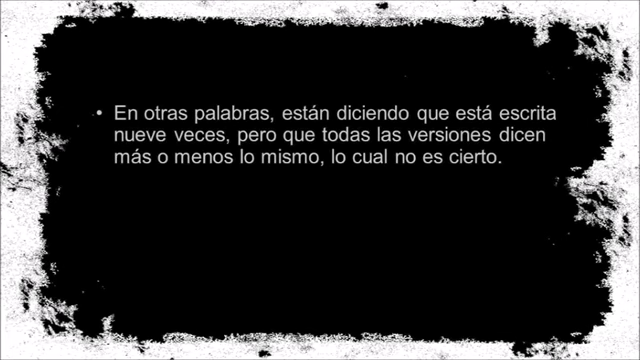 • En otras palabras, están diciendo que está escrita
nueve veces, pero que todas las versiones dicen
más o menos lo mismo, lo cual no es cierto.